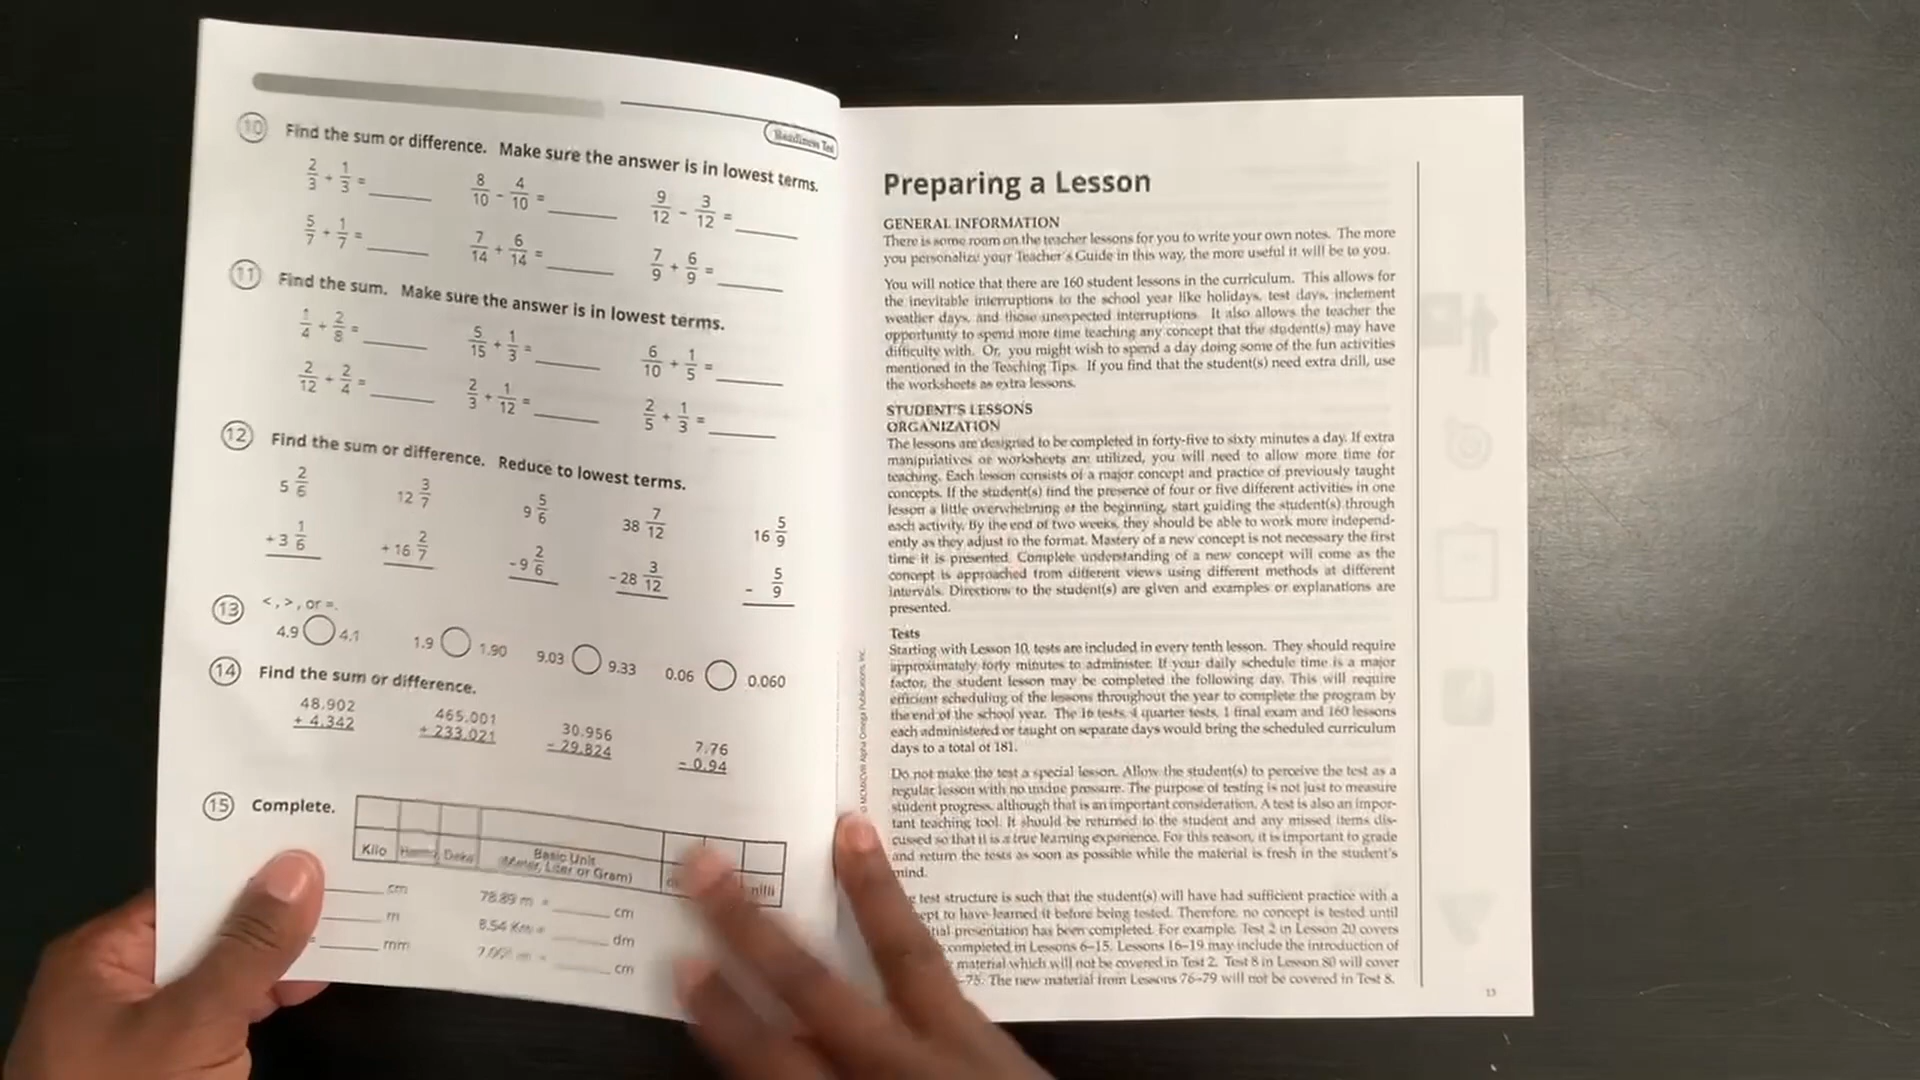 Readiness Test
10 Find the sum or difference. Make sure the answer is in lowest terms.
2/3 + 1/3 = ____ 8/10 - 4/10 = ____ 9/12 - 3/12 = ____
5/7 + 1/7 = ____ 7/14 + 6/14 = ____ 7/9 + 6/9 = ____
11 Find the sum. Make sure the answer is in lowest terms.
1/4 + 2/8 = ____ 5/15 + 1/3 = ____ 6/10 + 1/5 = ____
2/12 + 2/4 = ____ 2/3 + 1/12 = ____ 2/5 + 1/3 = ____
12 Find the sum or difference. Reduce to lowest terms.
5 2/6 12 3/7 9 5/6 38 7/12 16 5/9
+ 3 1/6 + 16 2/7 - 9 2/6 - 28 3/12 - 5/9
13 <, >, or =.
4.9 4.1 1.9 1.90 9.03 9.33 0.06 0.060
14 Find the sum or difference.
48.902 465.001 30.956 7.76
+ 4.342 + 233.021 - 29.824 - 0.94
15 Complete.
Kilo Hecto Deka Basic Unit
(Meter, Liter or Gram)
____ cm 78.89 m = ____ cm
____ m 8.54 Km = ____ dm
= ____ mm ____ cm
© MCMXCVIII Alpha Omega Publications, Inc.
Preparing a Lesson
GENERAL INFORMATION
There is some room on the teacher lessons for you to write your own notes. The more
you personalize your Teacher's Guide in this way, the more useful it will be to you.
You will notice that there are 160 student lessons in the curriculum. This allows for
the inevitable interruptions to the school year like holidays, test days, inclement
weather days, and those unexpected interruptions. It also allows the teacher the
opportunity to spend more time teaching any concept that the student(s) may have
difficulty with. Or, you might wish to spend a day doing some of the fun activities
mentioned in the Teaching Tips. If you find that the student(s) need extra drill, use
the worksheets as extra lessons.
STUDENT'S LESSONS
ORGANIZATION
The lessons are designed to be completed in forty-five to sixty minutes a day. If extra
manipulatives or worksheets are utilized, you will need to allow more time for
teaching. Each lesson consists of a major concept and practice of previously taught
concepts. If the student(s) find the presence of four or five different activities in one
lesson a little overwhelming at the beginning, start guiding the student(s) through
each activity. By the end of two weeks, they should be able to work more independ-
ently as they adjust to the format. Mastery of a new concept is not necessary the first
time it is presented. Complete understanding of a new concept will come as the
concept is approached from different views using different methods at different
intervals. Directions to the student(s) are given and examples or explanations are
presented.
Tests
Starting with Lesson 10, tests are included in every tenth lesson. They should require
approximately forty minutes to administer. If your daily schedule time is a major
factor, the student lesson may be completed the following day. This will require
efficient scheduling of the lessons throughout the year to complete the program by
the end of the school year. The 16 tests, 4 quarter tests, 1 final exam and 160 lessons
each administered or taught on separate days would bring the scheduled curriculum
days to a total of 181.
Do not make the test a special lesson. Allow the student(s) to perceive the test as a
regular lesson with no undue pressure. The purpose of testing is not just to measure
student progress, although that is an important consideration. A test is also an impor-
tant teaching tool. It should be returned to the student and any missed items dis-
cussed so that it is a true learning experience. For this reason, it is important to grade
and return the tests as soon as possible while the material is fresh in the student's
mind.
test structure is such that the student(s) will have had sufficient practice with a
to have learned it before being tested. Therefore, no concept is tested until
presentation has been completed. For example, Test 2 in Lesson 20 covers
completed in Lessons 6–15. Lessons 16–19 may include the introduction of
material which will not be covered in Test 2. Test 8 in Lesson 80 will cover
–75. The new material from Lessons 76–79 will not be covered in Test 8.
13